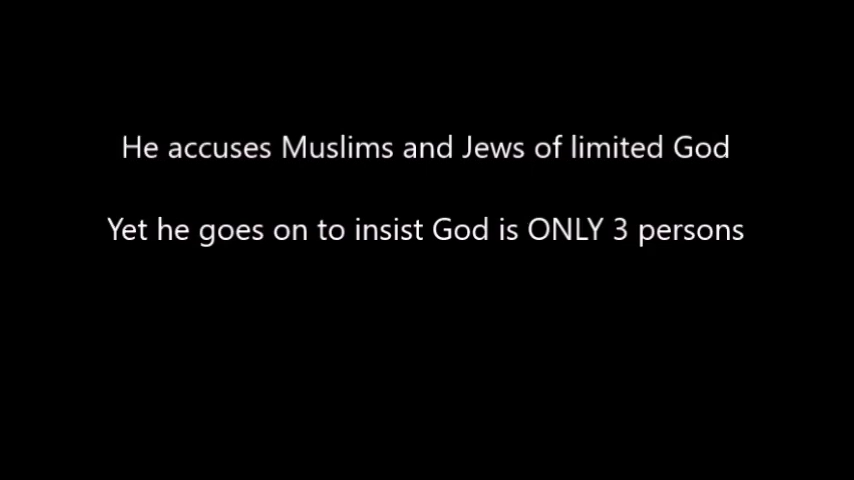 He accuses Muslims and Jews of limited God
Yet he goes on to insist God is ONLY 3 persons